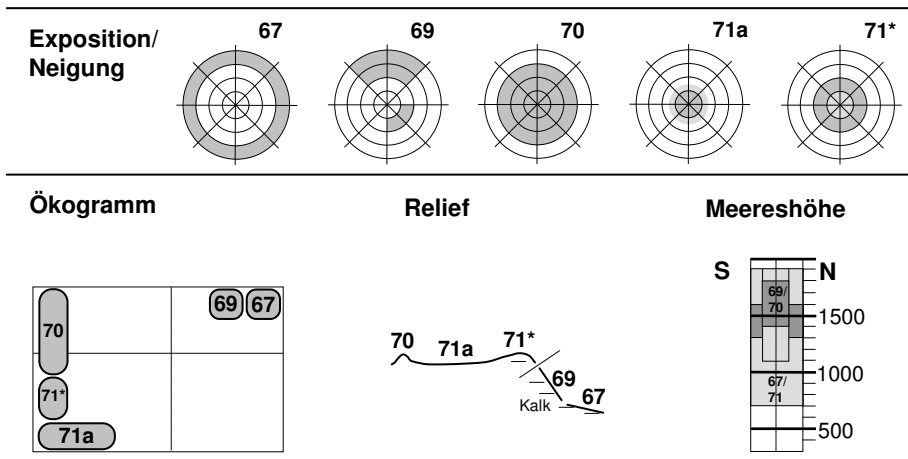 Exposition/
Neigung
67 69 70 71a 71*
Ökogramm Relief Meereshöhe
70
71*
71a
69 67
70 71a 71*
69
67
Kalk
S N
69/
70
67/
71
1500
1000
500